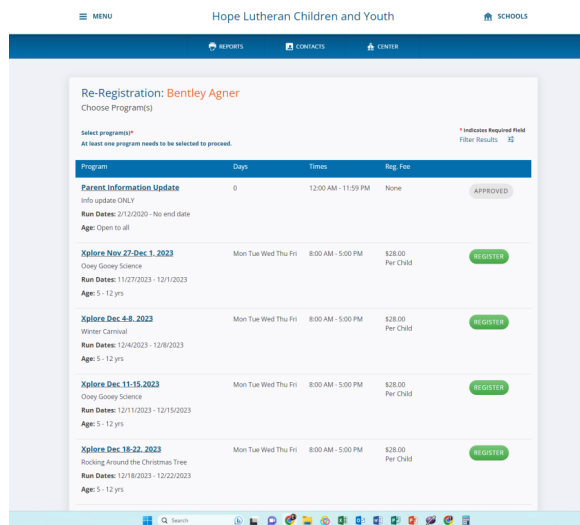 MENU
Hope Lutheran Children and Youth
SCHOOLS
REPORTS CONTACTS CENTER
Re-Registration: Bentley Agner
Choose Program(s)
Select program(s)*
At least one program needs to be selected to proceed.
* Indicates Required Field
Filter Results
Program Days Times Reg. Fee
Parent Information Update 0 12:00 AM - 11:59 PM None APPROVED
Info update ONLY
Run Dates: 2/12/2020 - No end date
Age: Open to all
Xplore Nov 27-Dec 1, 2023 Mon Tue Wed Thu Fri 8:00 AM - 5:00 PM $28.00 REGISTER
Ooey Gooey Science Per Child
Run Dates: 11/27/2023 - 12/1/2023
Age: 5 - 12 yrs
Xplore Dec 4-8, 2023 Mon Tue Wed Thu Fri 8:00 AM - 5:00 PM $28.00 REGISTER
Winter Carnival Per Child
Run Dates: 12/4/2023 - 12/8/2023
Age: 5 - 12 yrs
Xplore Dec 11-15,2023 Mon Tue Wed Thu Fri 8:00 AM - 5:00 PM $28.00 REGISTER
Ooey Gooey Science Per Child
Run Dates: 12/11/2023 - 12/15/2023
Age: 5 - 12 yrs
Xplore Dec 18-22, 2023 Mon Tue Wed Thu Fri 8:00 AM - 5:00 PM $28.00 REGISTER
Rocking Around the Christmas Tree Per Child
Run Dates: 12/18/2023 - 12/22/2023
Age: 5 - 12 yrs
Search